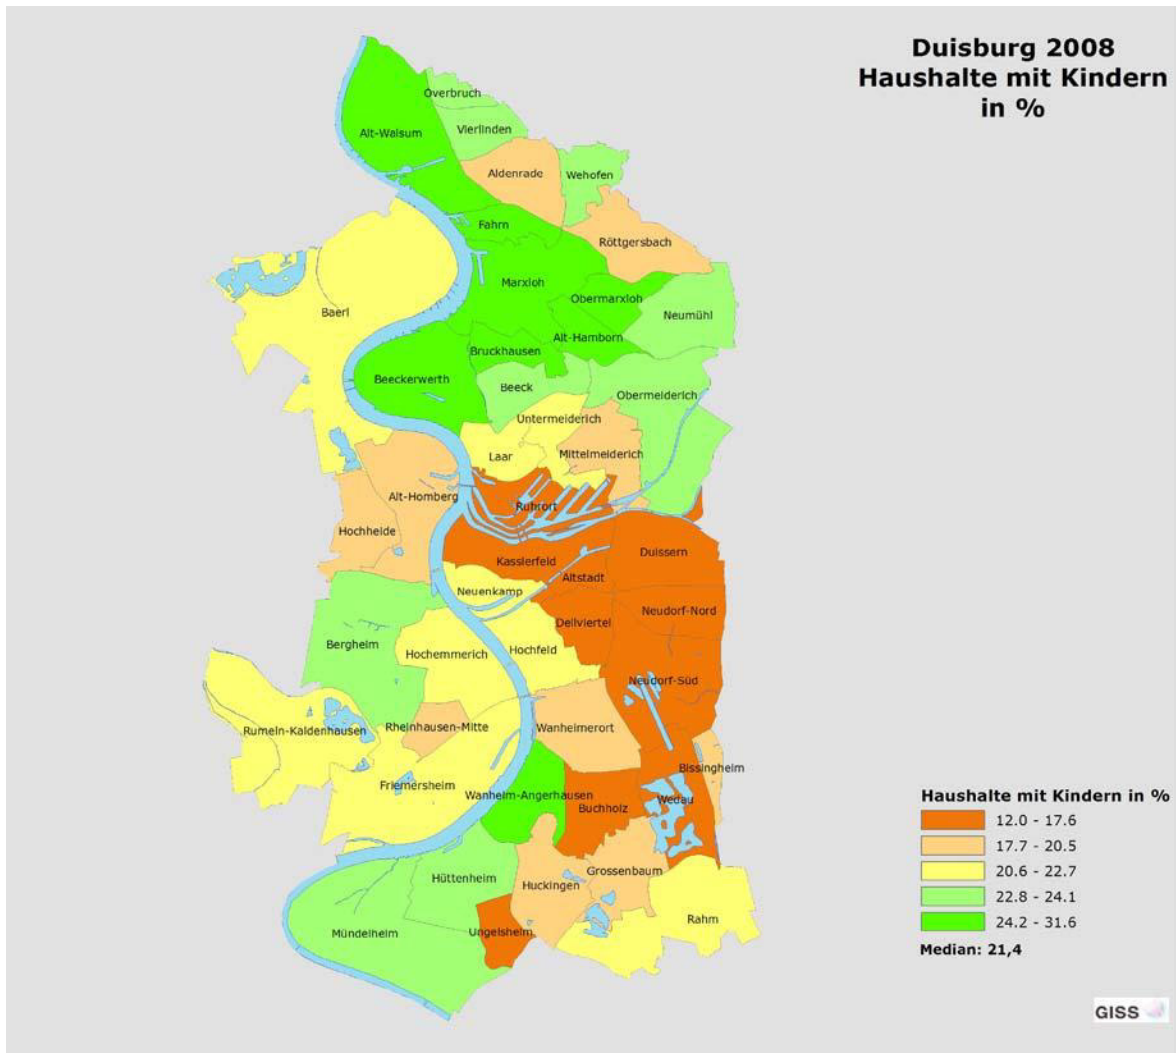 Duisburg 2008
Haushalte mit Kindern
in %
Overbruch
Alt-Walsum
Vierlinden
Aldenrade
Wehofen
Fahrn
Röttgersbach
Marxloh
Obermarxloh
Neumühl
Baerl
Alt-Hamborn
Bruckhausen
Beeckerwerth
Beeck
Obermeiderich
Untermeiderich
Laar
Mittelmeiderich
Alt-Homberg
Ruhrort
Hochheide
Duissern
Kasslerfeld
Altstadt
Neuenkamp
Neudorf-Nord
Dellviertel
Bergheim
Hochemmerich
Hochfeld
Neudorf-Süd
Rheinhausen-Mitte
Wanheimerort
Rumeln-Kaldenhausen
Bissingheim
Friemersheim
Wanheim-Angerhausen
Buchholz
Wedau
Hüttenheim
Grossenbaum
Huckingen
Rahm
Mündelheim
Ungelsheim
Haushalte mit Kindern in %
12.0 - 17.6
17.7 - 20.5
20.6 - 22.7
22.8 - 24.1
24.2 - 31.6
Median: 21,4
GISS